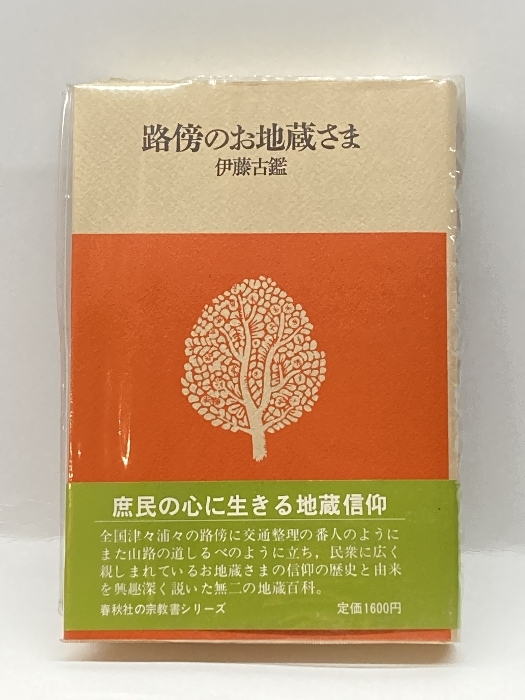 路傍のお地蔵さま
伊藤古鑑
庶民の心に生きる地蔵信仰
全国津々浦々の路傍に交通整理の番人のように
また山路の道しるべのように立ち，民衆に広く
親しまれているお地蔵さまの信仰の歴史と由来
を興趣深く説いた無二の地蔵百科。
春秋社の宗教書シリーズ
定価1600円